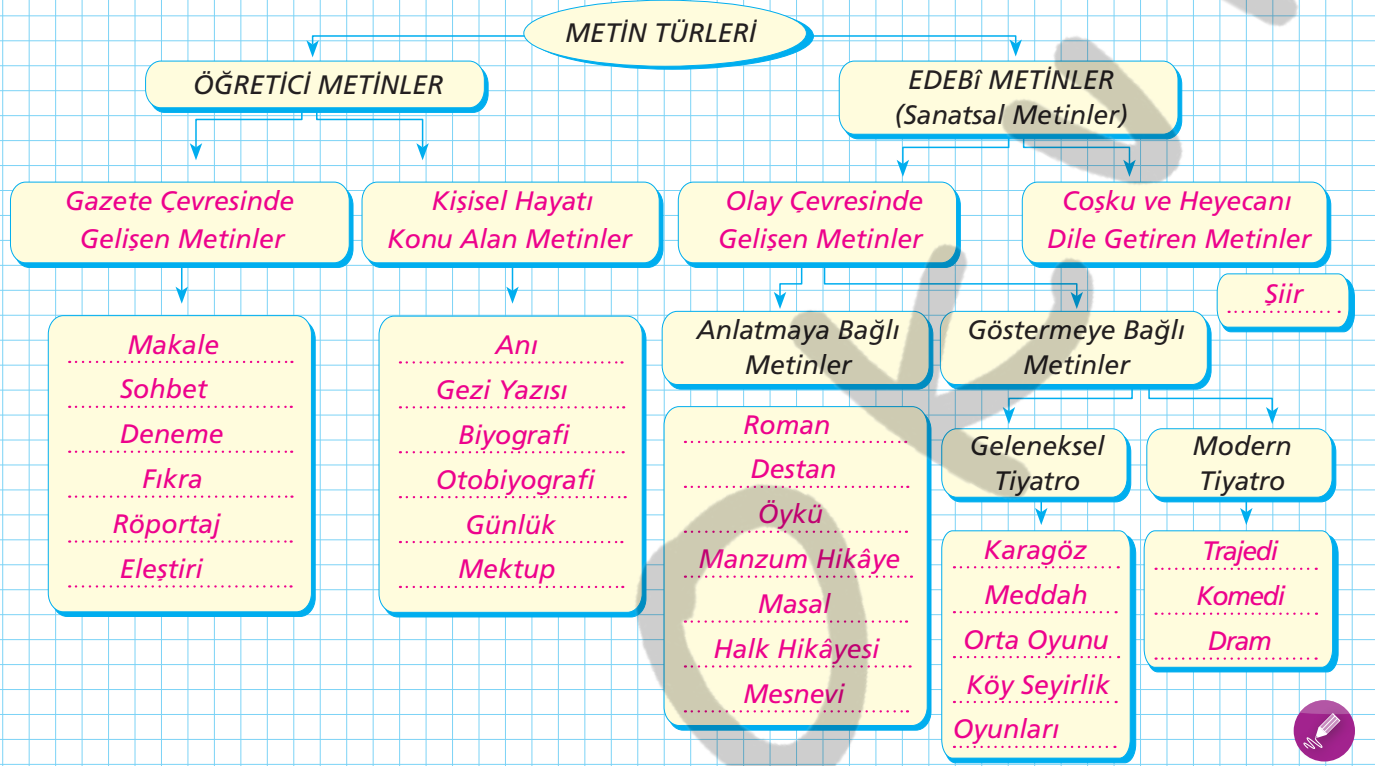 METİN TÜRLERİ
ÖĞRETİCİ METİNLER
EDEBî METİNLER
(Sanatsal Metinler)
Gazete Çevresinde
Gelişen Metinler
Kişisel Hayatı
Konu Alan Metinler
Olay Çevresinde
Gelişen Metinler
Coşku ve Heyecanı
Dile Getiren Metinler
Şiir
Makale
Sohbet
Deneme
Fıkra
Röportaj
Eleştiri
Anı
Gezi Yazısı
Biyografi
Otobiyografi
Günlük
Mektup
Anlatmaya Bağlı
Metinler
Göstermeye Bağlı
Metinler
Roman
Destan
Öykü
Manzum Hikâye
Masal
Halk Hikâyesi
Mesnevi
Geleneksel
Tiyatro
Modern
Tiyatro
Karagöz
Meddah
Orta Oyunu
Köy Seyirlik
Oyunları
Trajedi
Komedi
Dram